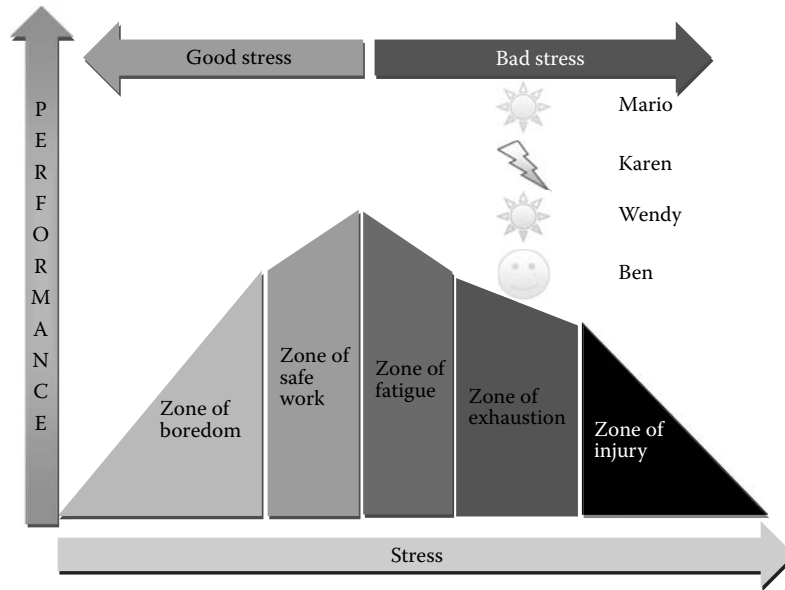 PERFORMANCE
Good stress
Bad stress
Mario
Karen
Wendy
Ben
Zone of
boredom
Zone of
safe
work
Zone of
fatigue
Zone of
exhaustion
Zone of
injury
Stress